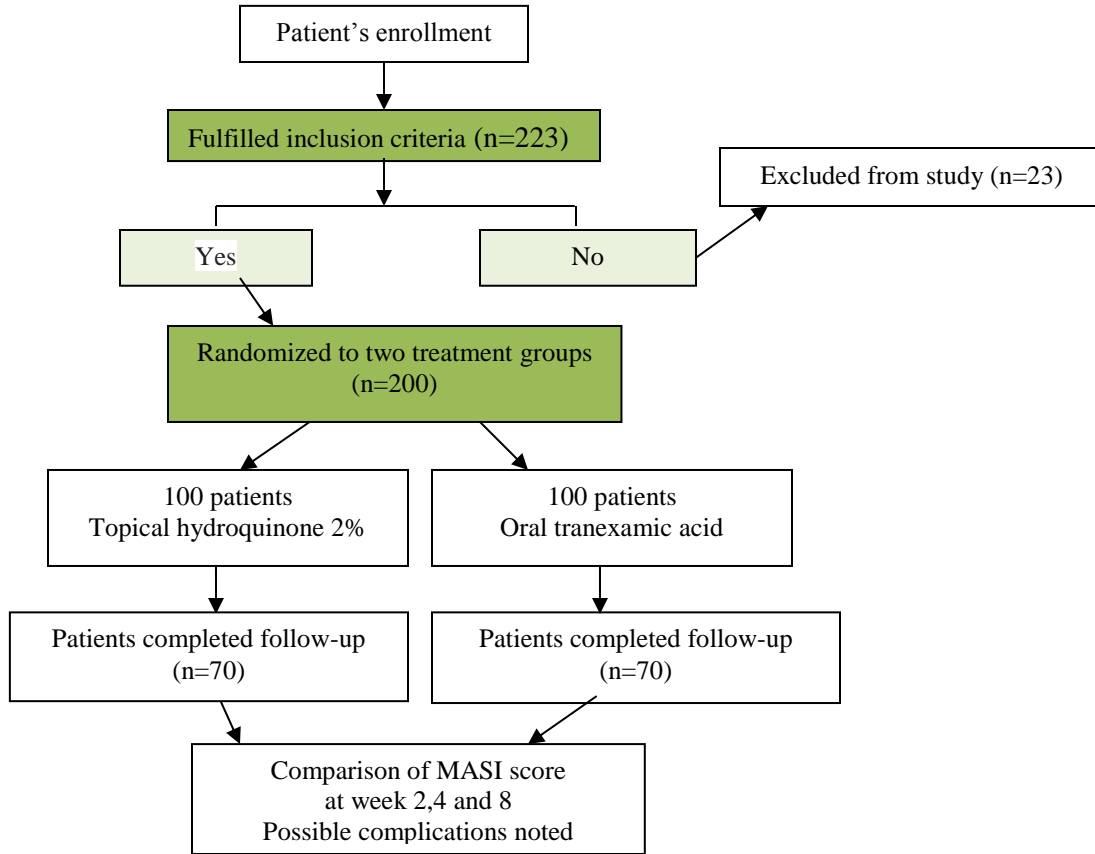 Patient’s enrollment
Fulfilled inclusion criteria (n=223)
Excluded from study (n=23)
Yes
No
Randomized to two treatment groups
(n=200)
100 patients
Topical hydroquinone 2%
100 patients
Oral tranexamic acid
Patients completed follow-up
(n=70)
Patients completed follow-up
(n=70)
Comparison of MASI score
at week 2,4 and 8
Possible complications noted